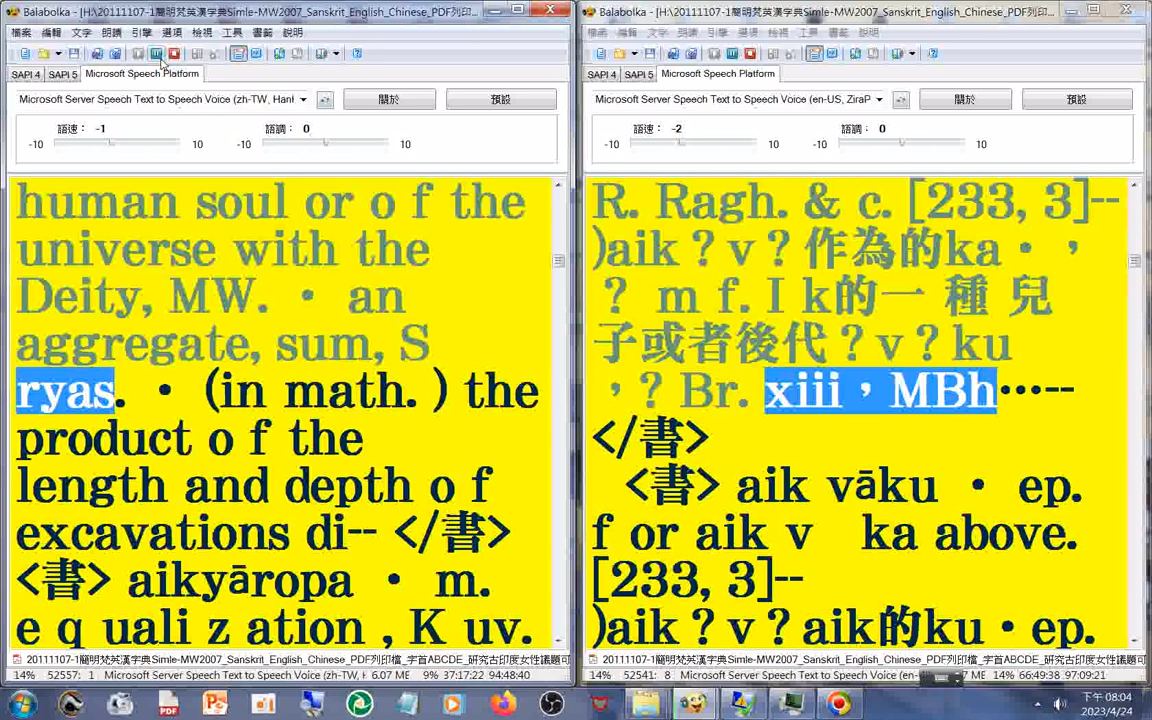 Balabolka - [H:\20111107-1簡明梵英漢字典Simle-MW2007_Sanskrit_English_Chinese_PDF列印...
檔案 編輯 文字 朗讀 引擎 選項 檢視 工具 書籤 說明
SAPI 4 SAPI 5 Microsoft Speech Platform
Microsoft Server Speech Text to Speech Voice (zh-TW, Hanl
關於 預設
語速： -1 語調： 0
-10 10 -10 10
human soul or o f the
universe with the
Deity, MW. • an
aggregate, sum, S
ryas. • (in math. ) the
product o f the
length and depth o f
excavations di-- </書>
<書> aikyāropa • m.
e q uali z ation , K uv.
20111107-1簡明梵英漢字典Simle-MW2007_Sanskrit_English_Chinese_PDF列印檔_字首ABCDE_研究古印度女性議題可
14% 52557: 1 Microsoft Server Speech Text to Speech Voice (zh-TW, H 6.07 MB 9% 37:17:22 94:48:40
Balabolka - [H:\20111107-1簡明梵英漢字典Simle-MW2007_Sanskrit_English_Chinese_PDF列印...
檔案 編輯 文字 朗讀 引擎 選項 檢視 工具 書籤 說明
SAPI 4 SAPI 5 Microsoft Speech Platform
Microsoft Server Speech Text to Speech Voice (en-US, ZiraP
關於 預設
語速： -2 語調： 0
-10 10 -10 10
R. Ragh. & c. [233, 3]--
)aik？v？作為的ka•，
？ m f. I k的一 種 兒
子或者後代？v？ku
，？Br. xiii，MBh…--
</書>
<書> aik vāku • ep.
f or aik v ka above.
[233, 3]--
)aik？v？aik的ku•ep.
20111107-1簡明梵英漢字典Simle-MW2007_Sanskrit_English_Chinese_PDF列印檔_字首ABCDE_研究古印度女性議題可
14% 52541: 8 Microsoft Server Speech Text to Speech Voice 14% 66:49:38 97:09:21
下午 08:04
2023/4/24